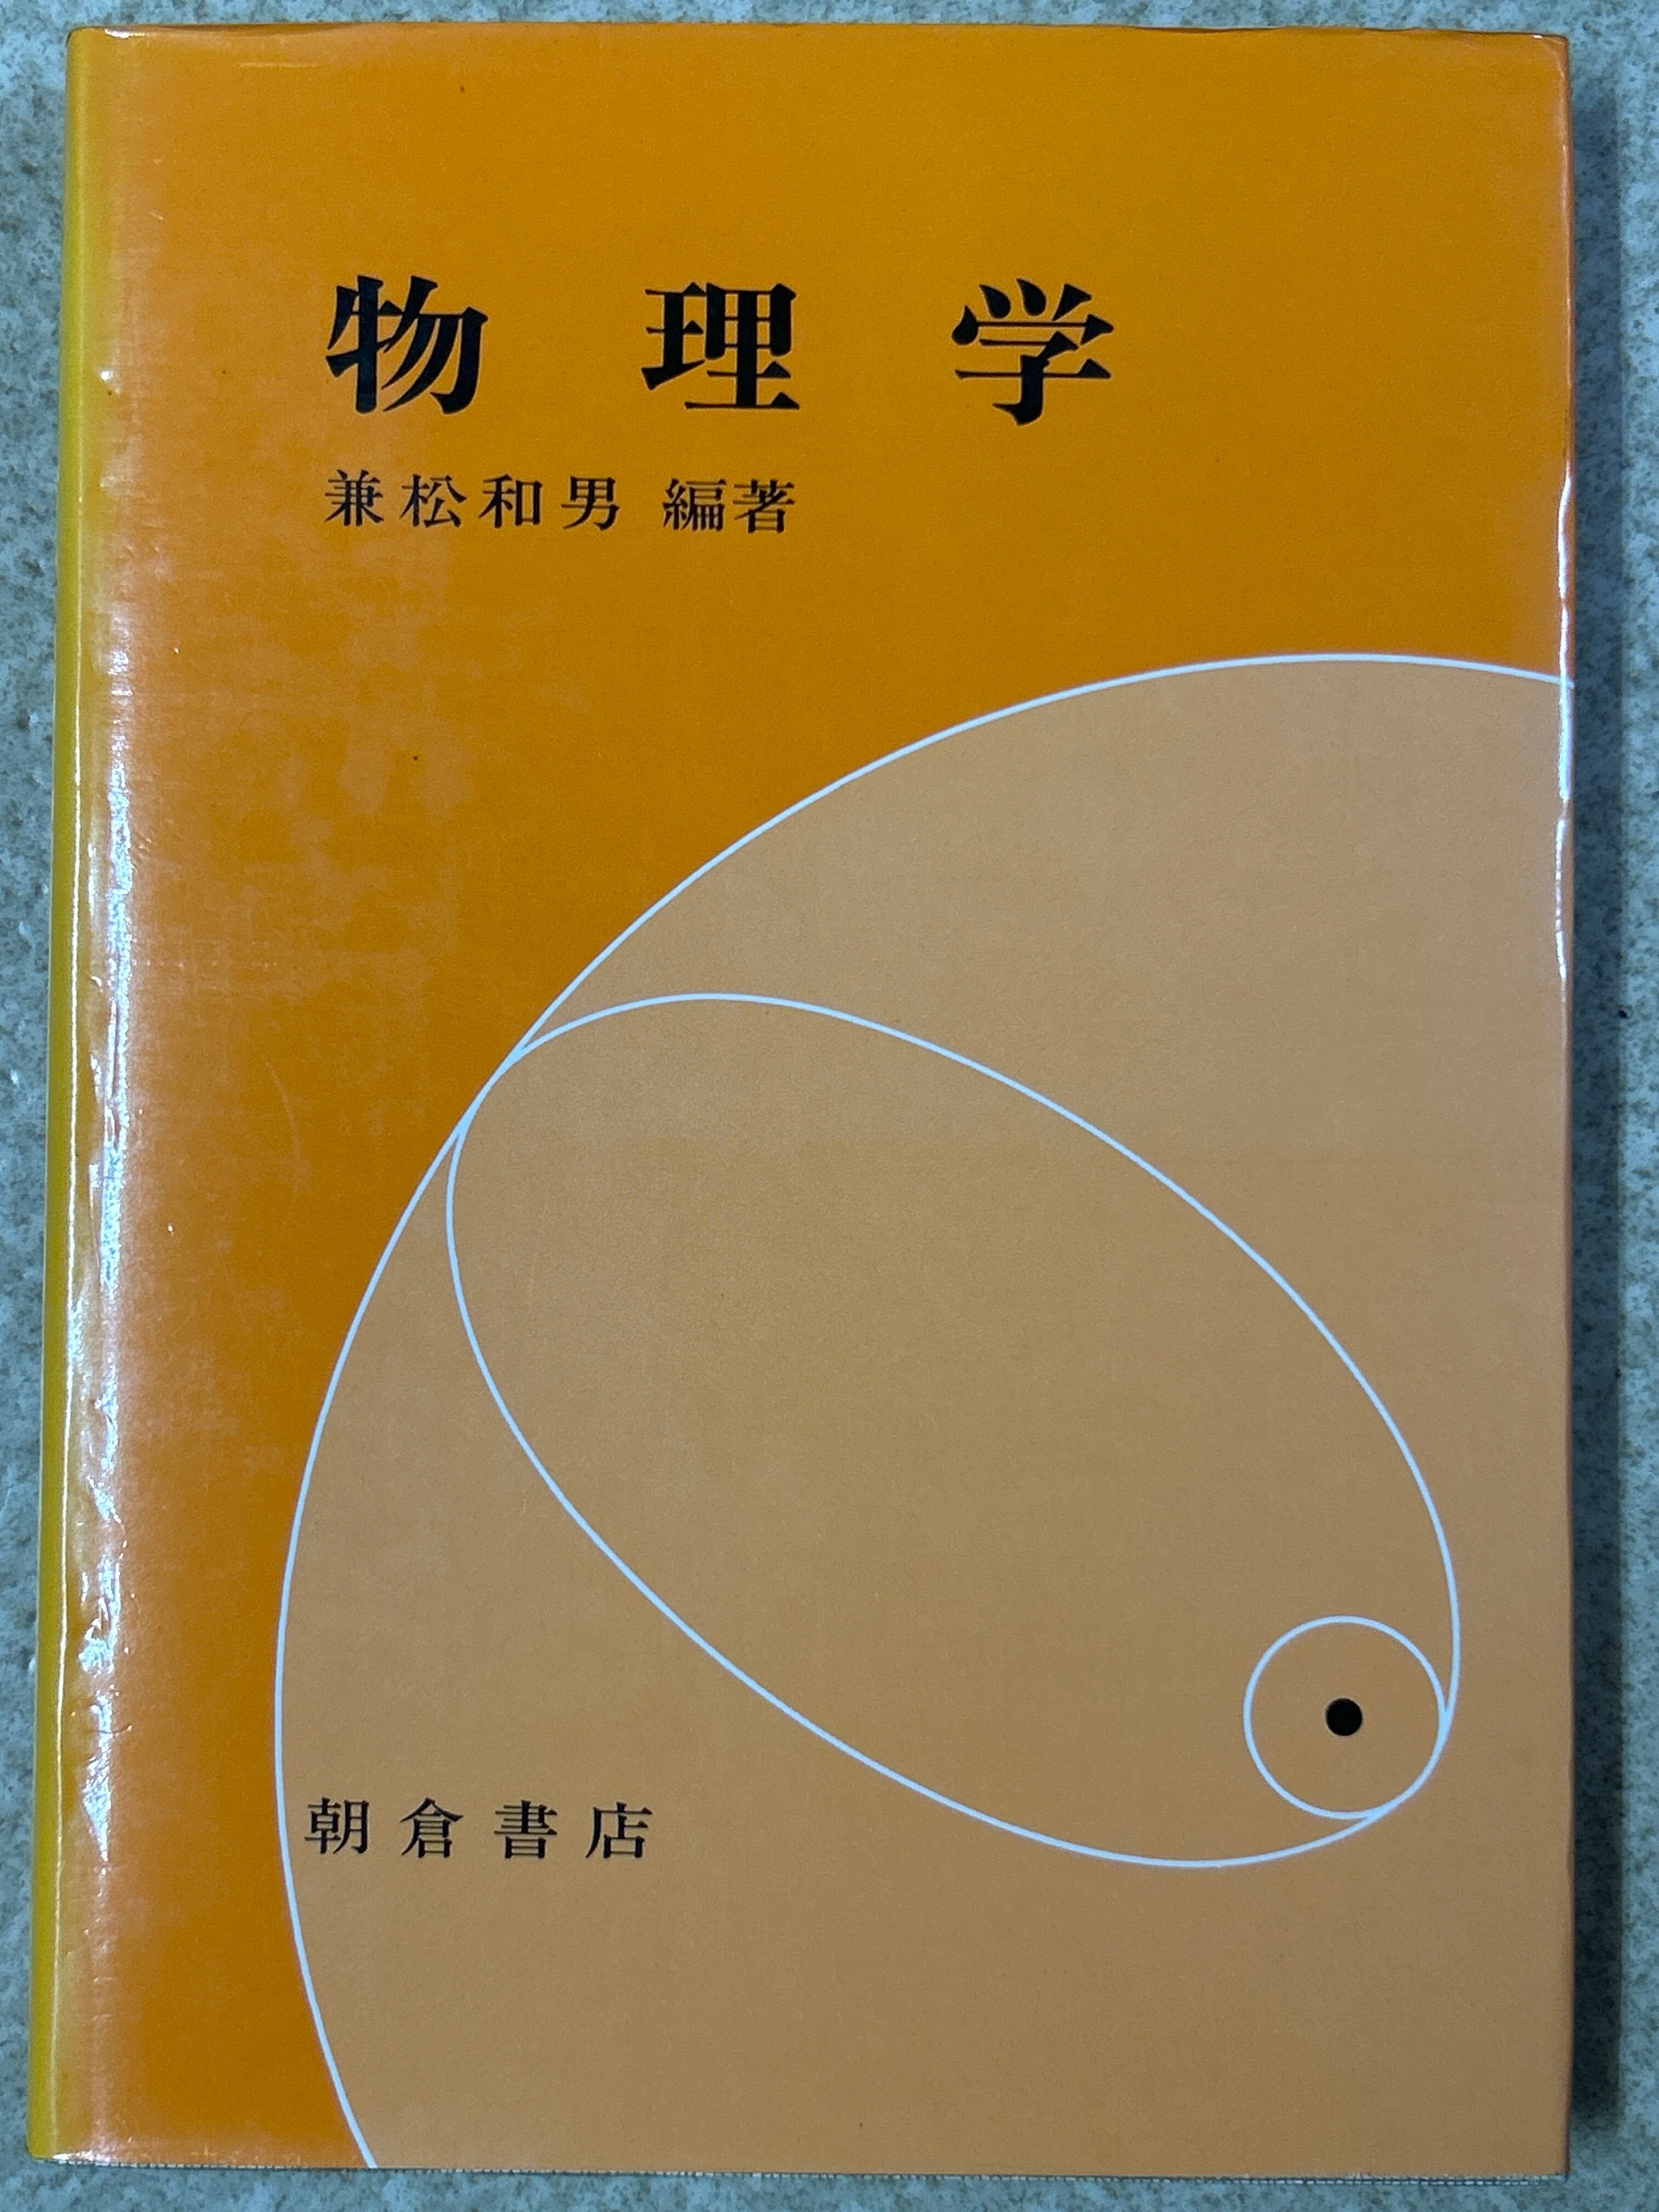 物理学
兼松和男 編著
朝倉書店